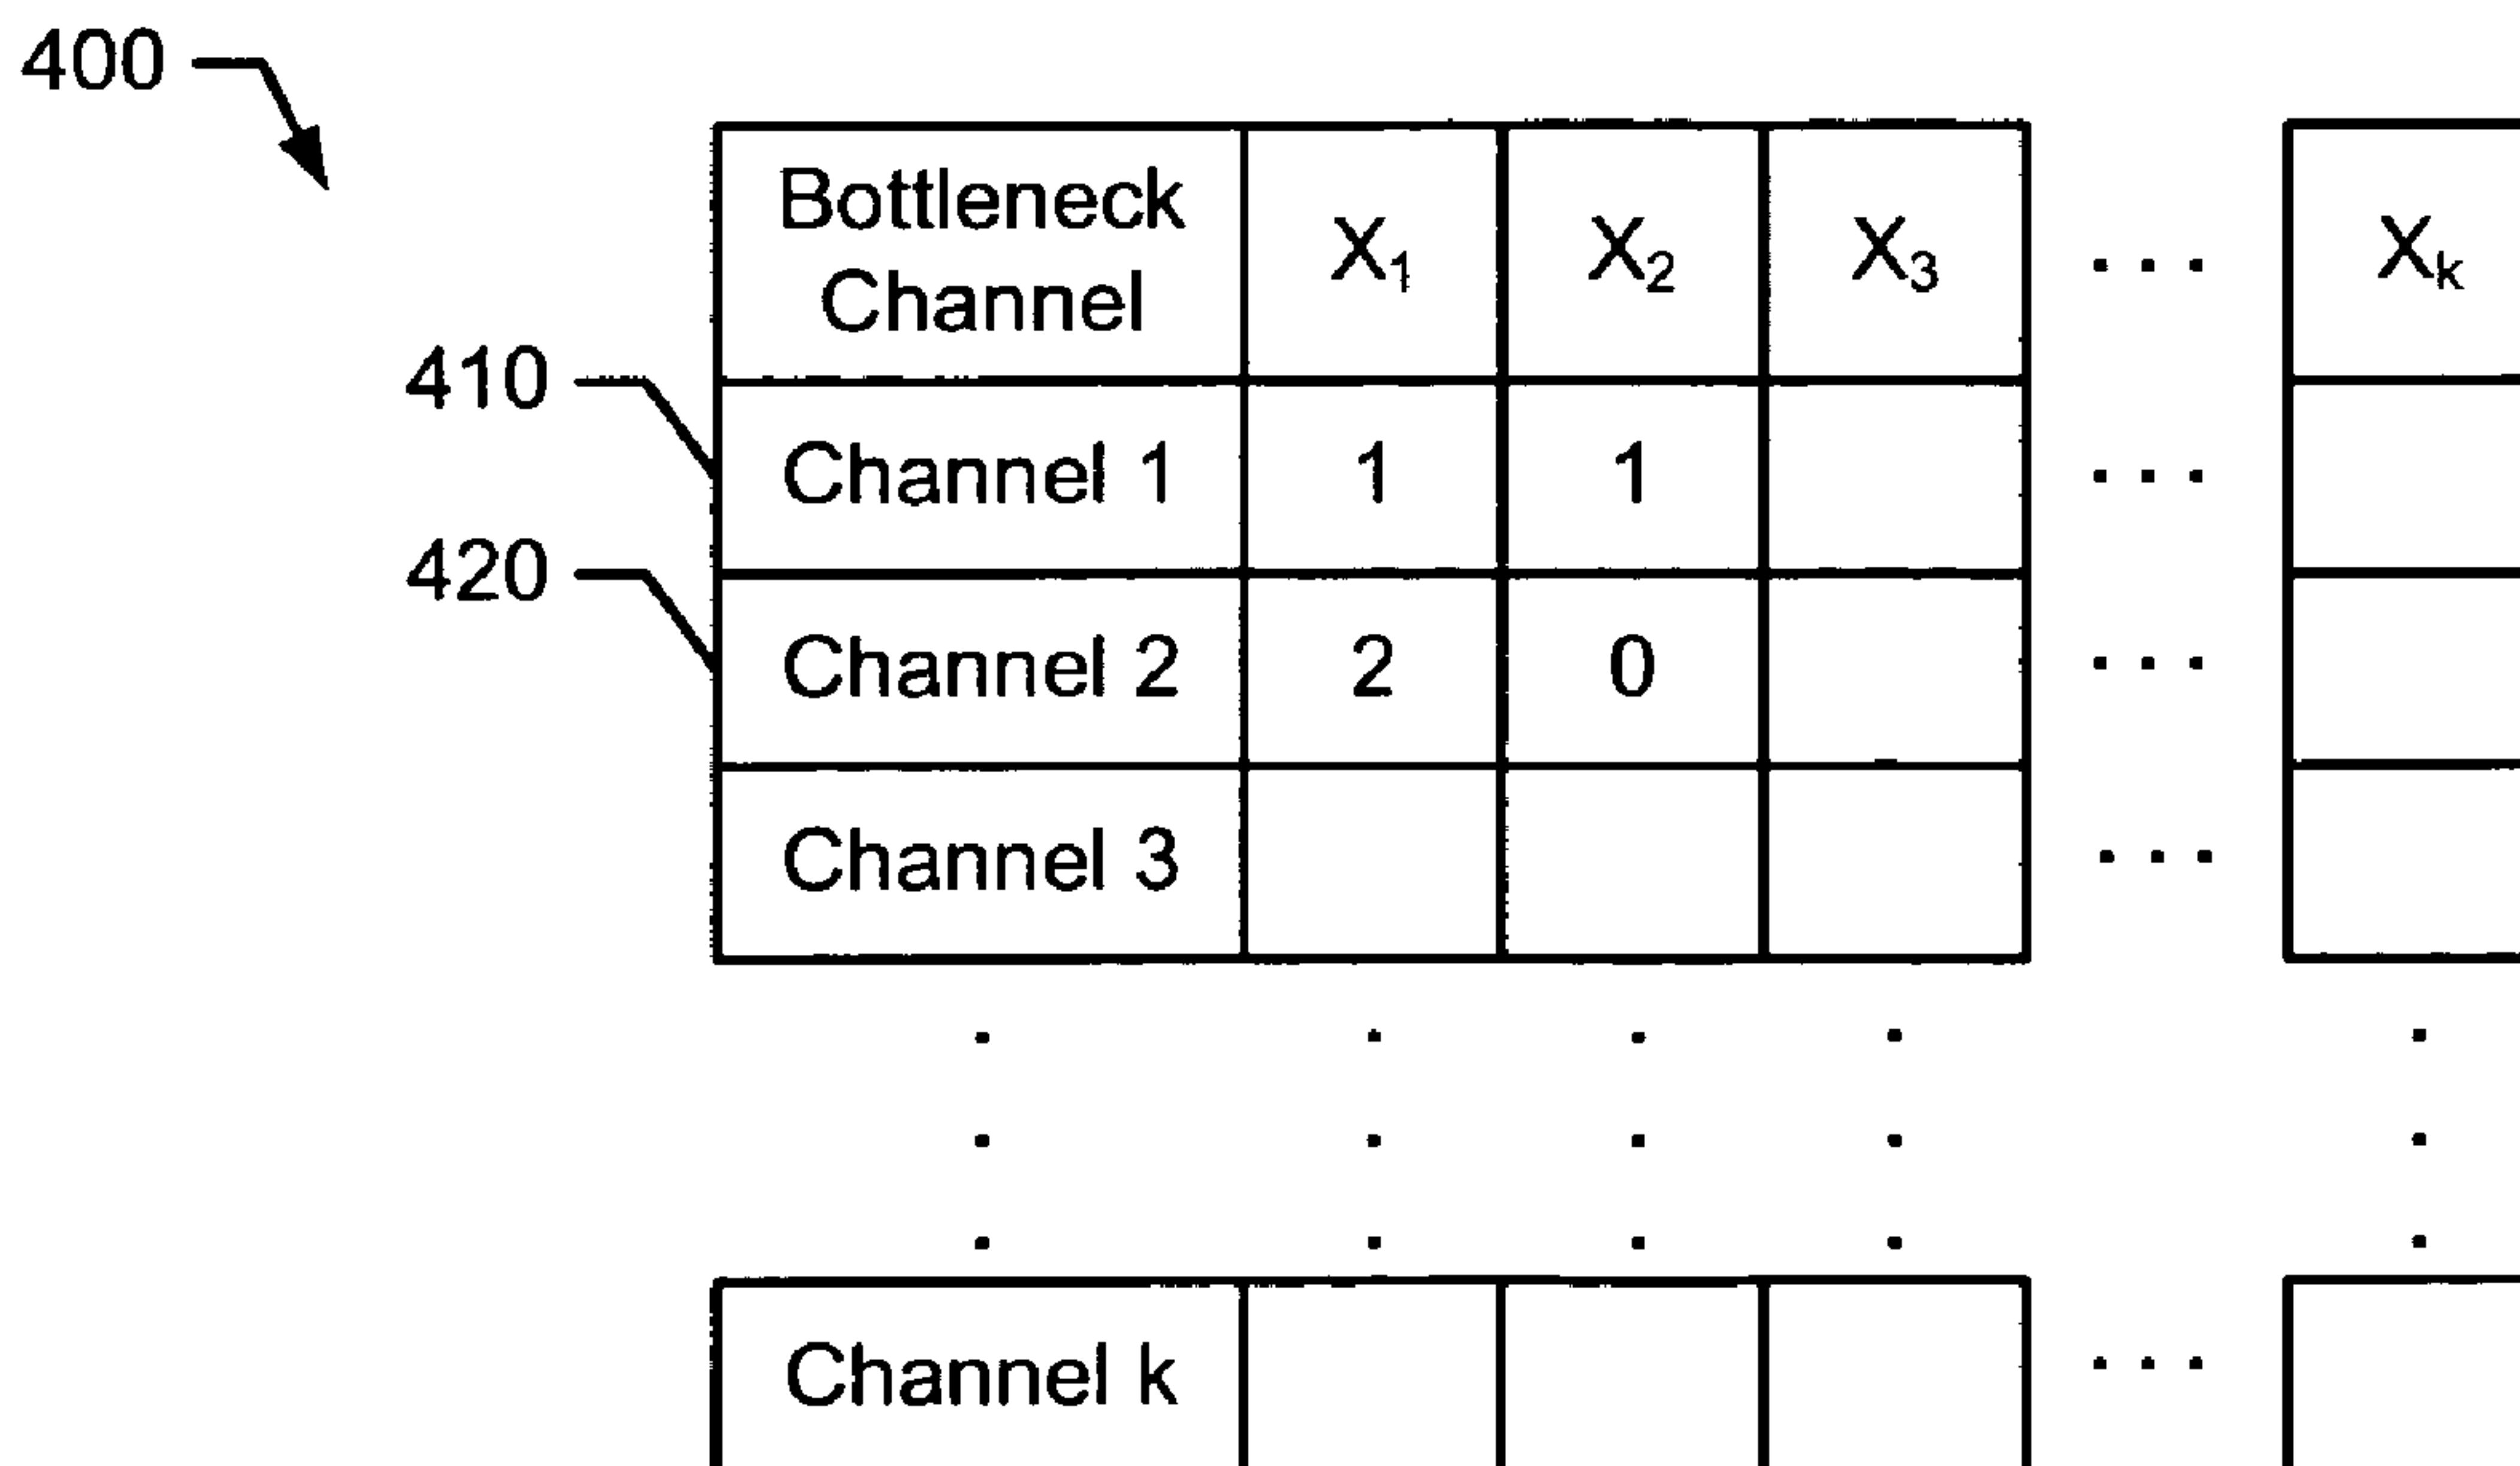 400
Bottleneck Channel X₁ X₂ X₃ ... Xₖ
410
Channel 1 1 1 ...
420
Channel 2 2 0 ...
Channel 3 ...
Channel k ...